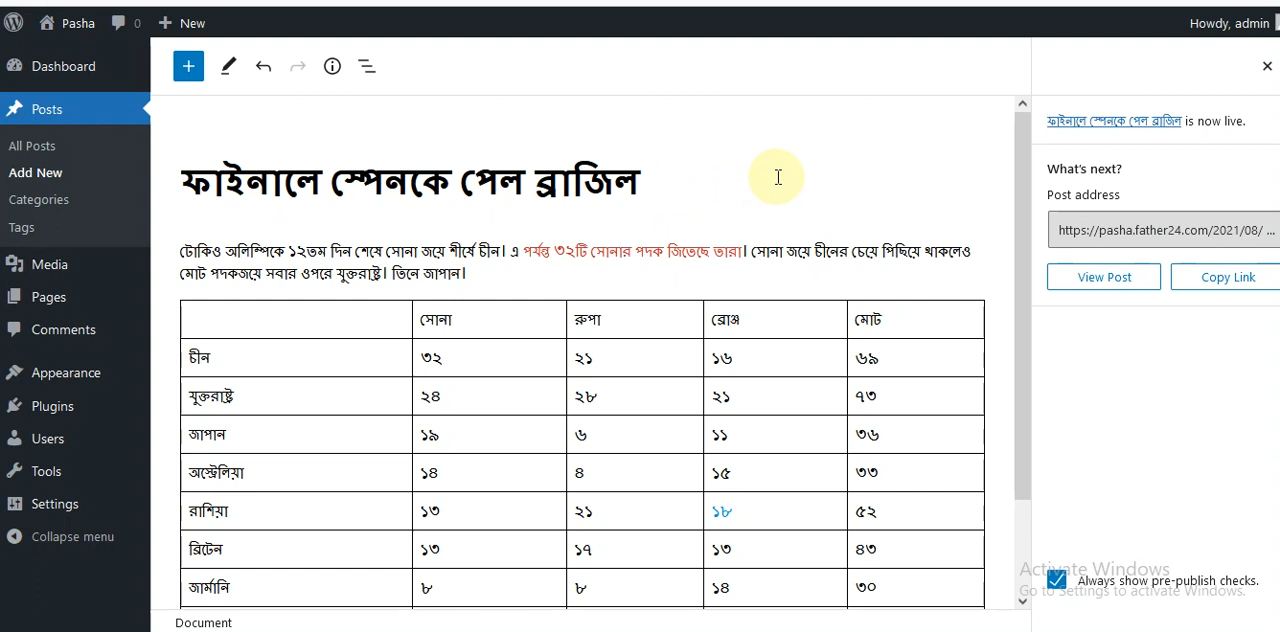 Pasha 0 New Howdy, admin
Dashboard
Posts
All Posts
Add New
Categories
Tags
Media
Pages
Comments
Appearance
Plugins
Users
Tools
Settings
Collapse menu
ফাইনালে স্পেনকে পেল ব্রাজিল
টোকিও অলিম্পিকে ১২তম দিন শেষে সোনা জয়ে শীর্ষে চীন। এ পর্যন্ত ৩২টি সোনার পদক জিতেছে তারা। সোনা জয়ে চীনের চেয়ে পিছিয়ে থাকলেও
মোট পদকজয়ে সবার ওপরে যুক্তরাষ্ট্র। তিনে জাপান।
সোনা রুপা ব্রোঞ্জ মোট
চীন ৩২ ২১ ১৬ ৬৯
যুক্তরাষ্ট্র ২৪ ২৮ ২১ ৭৩
জাপান ১৯ ৬ ১১ ৩৬
অস্ট্রেলিয়া ১৪ ৪ ১৫ ৩৩
রাশিয়া ১৩ ২১ ১৮ ৫২
ব্রিটেন ১৩ ১৭ ১৩ ৪৩
জার্মানি ৮ ৮ ১৪ ৩০
Document
ফাইনালে স্পেনকে পেল ব্রাজিল is now live.
What's next?
Post address
https://pasha.father24.com/2021/08/ ...
View Post Copy Link
Activate Windows
Always show pre-publish checks.
Go to Settings to activate Windows.